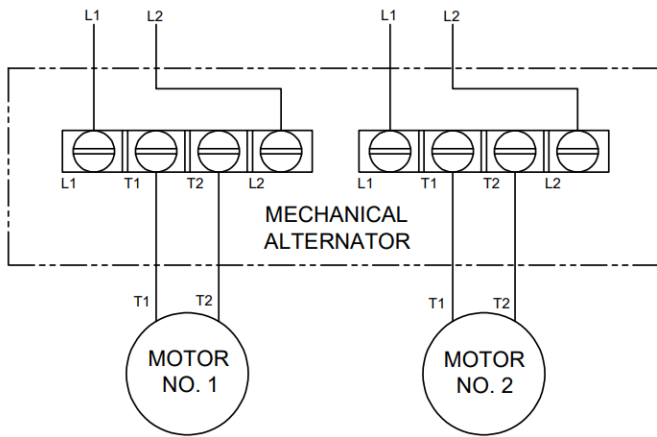 L1 L2 L1 L2
L1 T1 T2 L2 L1 T1 T2 L2
MECHANICAL
ALTERNATOR
T1 T2 T1 T2
MOTOR
NO. 1
MOTOR
NO. 2